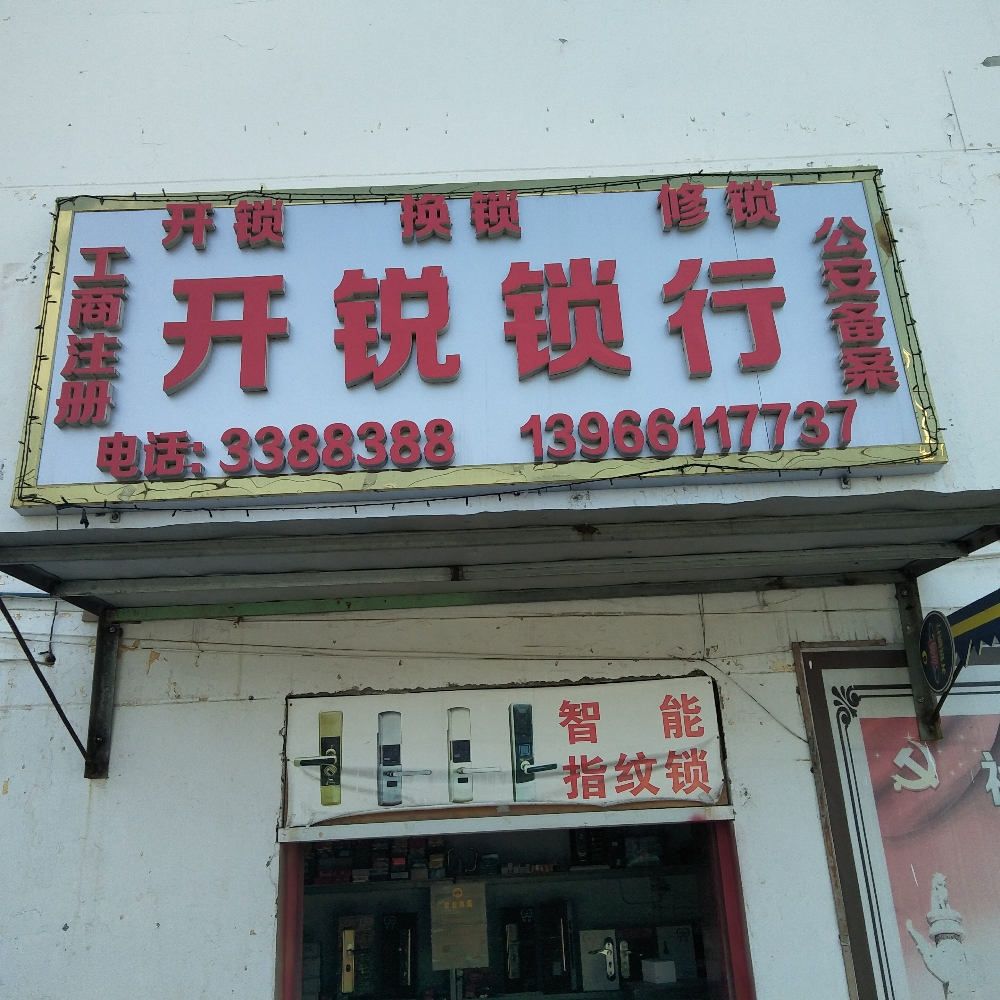 开锁 换锁 修锁
工商注册
开锐锁行
公安备案
电话: 3388388 13966117737
智能
指纹锁